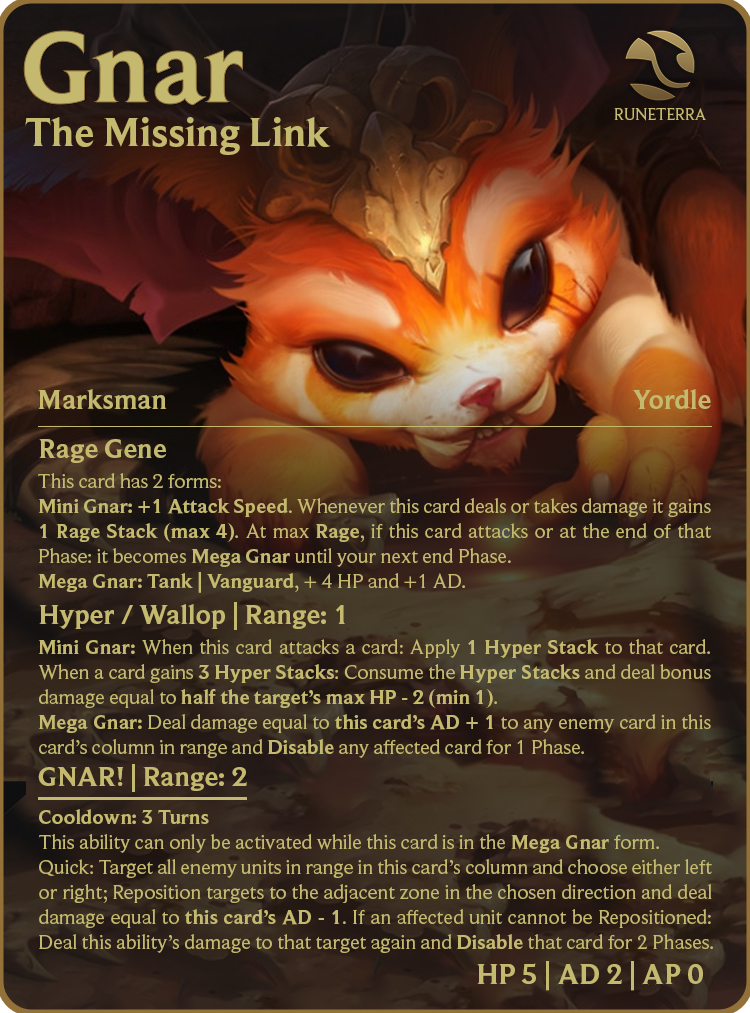 Gnar
The Missing Link
RUNETERRA
Marksman
Yordle
Rage Gene
This card has 2 forms:
Mini Gnar: +1 Attack Speed. Whenever this card deals or takes damage it gains
1 Rage Stack (max 4). At max Rage, if this card attacks or at the end of that
Phase: it becomes Mega Gnar until your next end Phase.
Mega Gnar: Tank | Vanguard, + 4 HP and +1 AD.
Hyper / Wallop | Range: 1
Mini Gnar: When this card attacks a card: Apply 1 Hyper Stack to that card.
When a card gains 3 Hyper Stacks: Consume the Hyper Stacks and deal bonus
damage equal to half the target's max HP - 2 (min 1).
Mega Gnar: Deal damage equal to this card's AD + 1 to any enemy card in this
card's column in range and Disable any affected card for 1 Phase.
GNAR! | Range: 2
Cooldown: 3 Turns
This ability can only be activated while this card is in the Mega Gnar form.
Quick: Target all enemy units in range in this card's column and choose either left
or right; Reposition targets to the adjacent zone in the chosen direction and deal
damage equal to this card's AD - 1. If an affected unit cannot be Repositioned:
Deal this ability's damage to that target again and Disable that card for 2 Phases.
HP 5 | AD 2 | AP 0